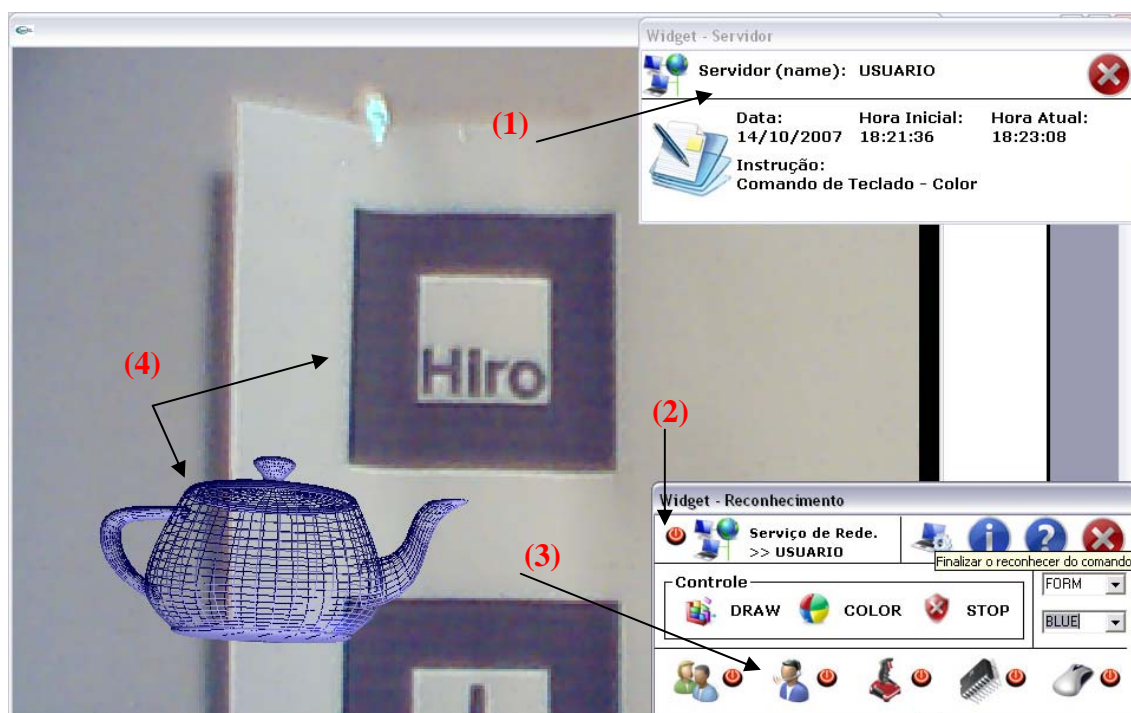 Widget - Servidor
Servidor (name): USUARIO
(1)
Data: Hora Inicial: Hora Atual:
14/10/2007 18:21:36 18:23:08
Instrução:
Comando de Teclado - Color
Hiro
(4)
(2)
Widget - Reconhecimento
Serviço de Rede.
>> USUARIO
Finalizar o reconhecer do comando
(3)
Controle
DRAW COLOR STOP
FORM
BLUE